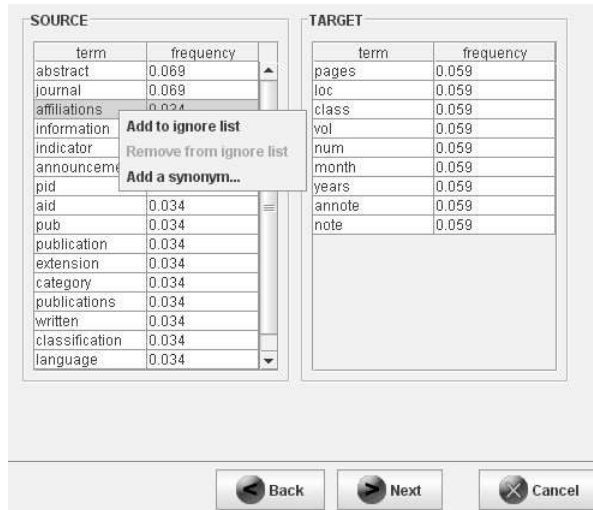 SOURCE
term frequency
abstract 0.069
journal 0.069
affiliations 0.034
information
indicator
announceme
pid
aid 0.034
pub 0.034
publication 0.034
extension 0.034
category 0.034
publications 0.034
written 0.034
classification 0.034
language 0.034
Add to ignore list
Remove from ignore list
Add a synonym...
TARGET
term frequency
pages 0.059
loc 0.059
class 0.059
vol 0.059
num 0.059
month 0.059
years 0.059
annote 0.059
note 0.059
Back Next Cancel